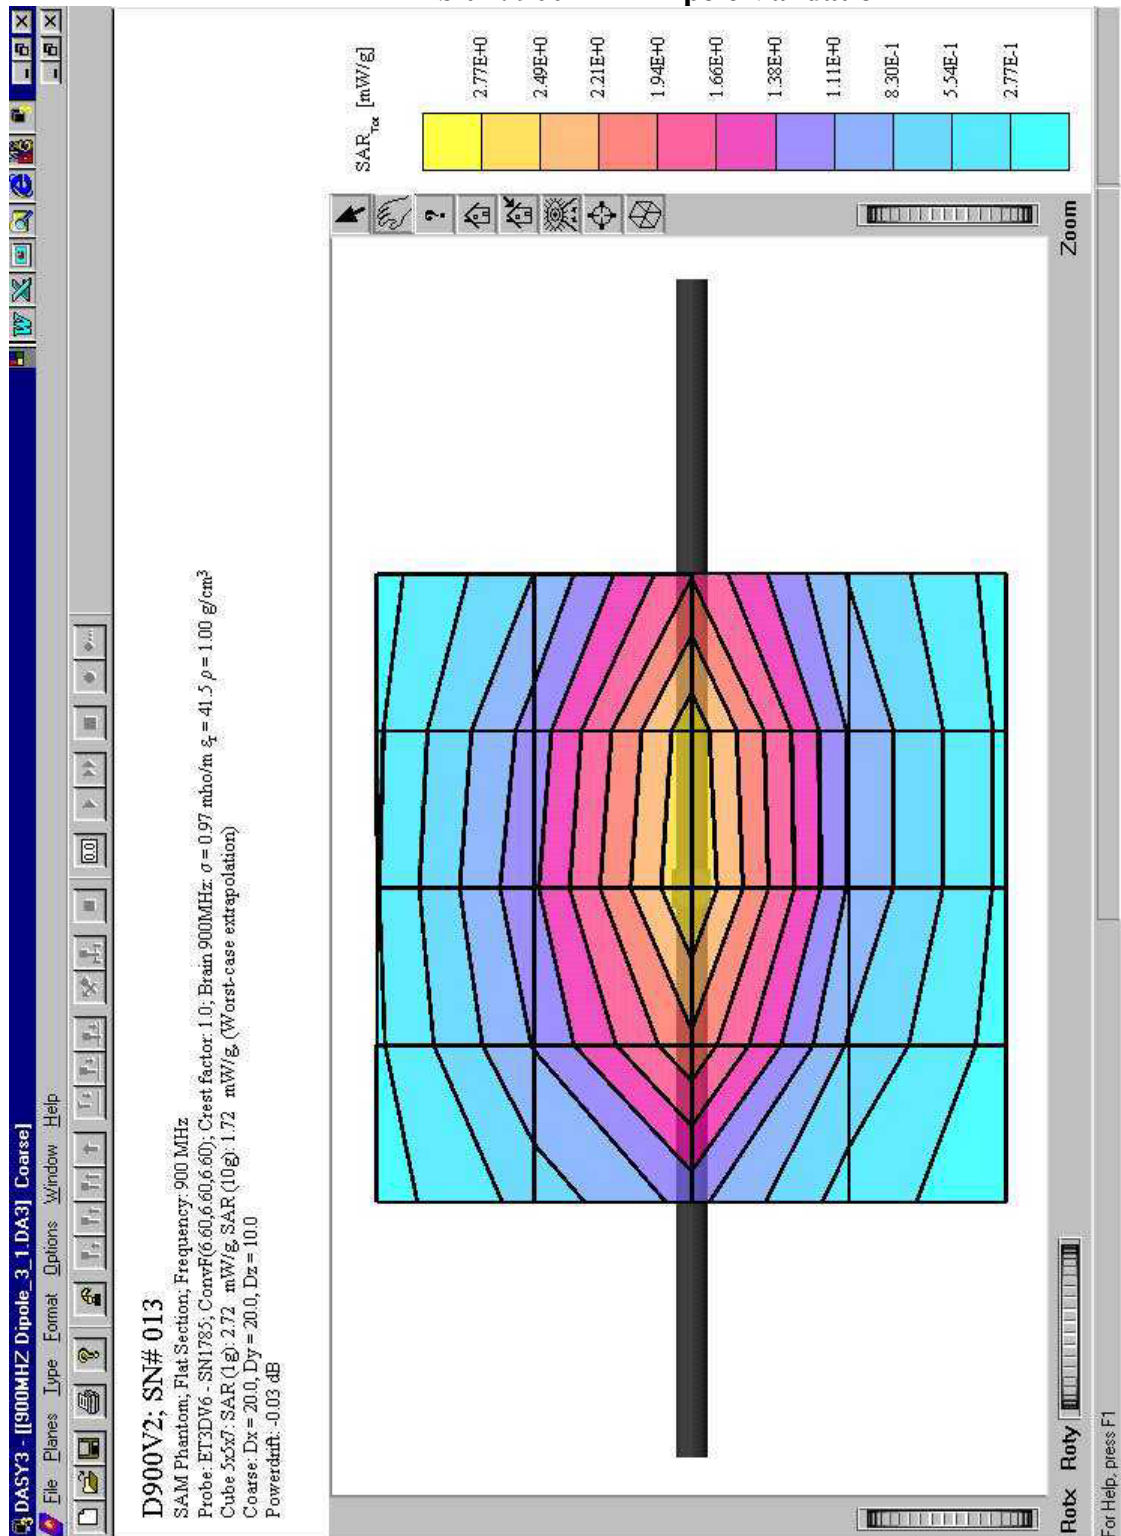 DASY3 - [[900MHZ Dipole_3_1.DA3] Coarse]
File Planes Type Format Options Window Help
0.0
D900V2; SN# 013
SAM Phantom; Flat Section; Frequency: 900 MHz
Probe: ET3DV6 - SN1785; ConvF(6.60,6.60,6.60); Crest factor: 1.0; Brain 900MHz: σ = 0.97 mho/m εr = 41.5 ρ = 1.00 g/cm³
Cube 5x5x7: SAR (1g): 2.72 mW/g, SAR (10g): 1.72 mW/g, (Worst-case extrapolation)
Coarse: Dx = 20.0, Dy = 20.0, Dz = 10.0
Powerdrift: -0.03 dB
SARTot [mW/g]
2.77E+0
2.49E+0
2.21E+0
1.94E+0
1.66E+0
1.38E+0
1.11E+0
8.30E-1
5.54E-1
2.77E-1
Rotx Roty
Zoom
For Help, press F1